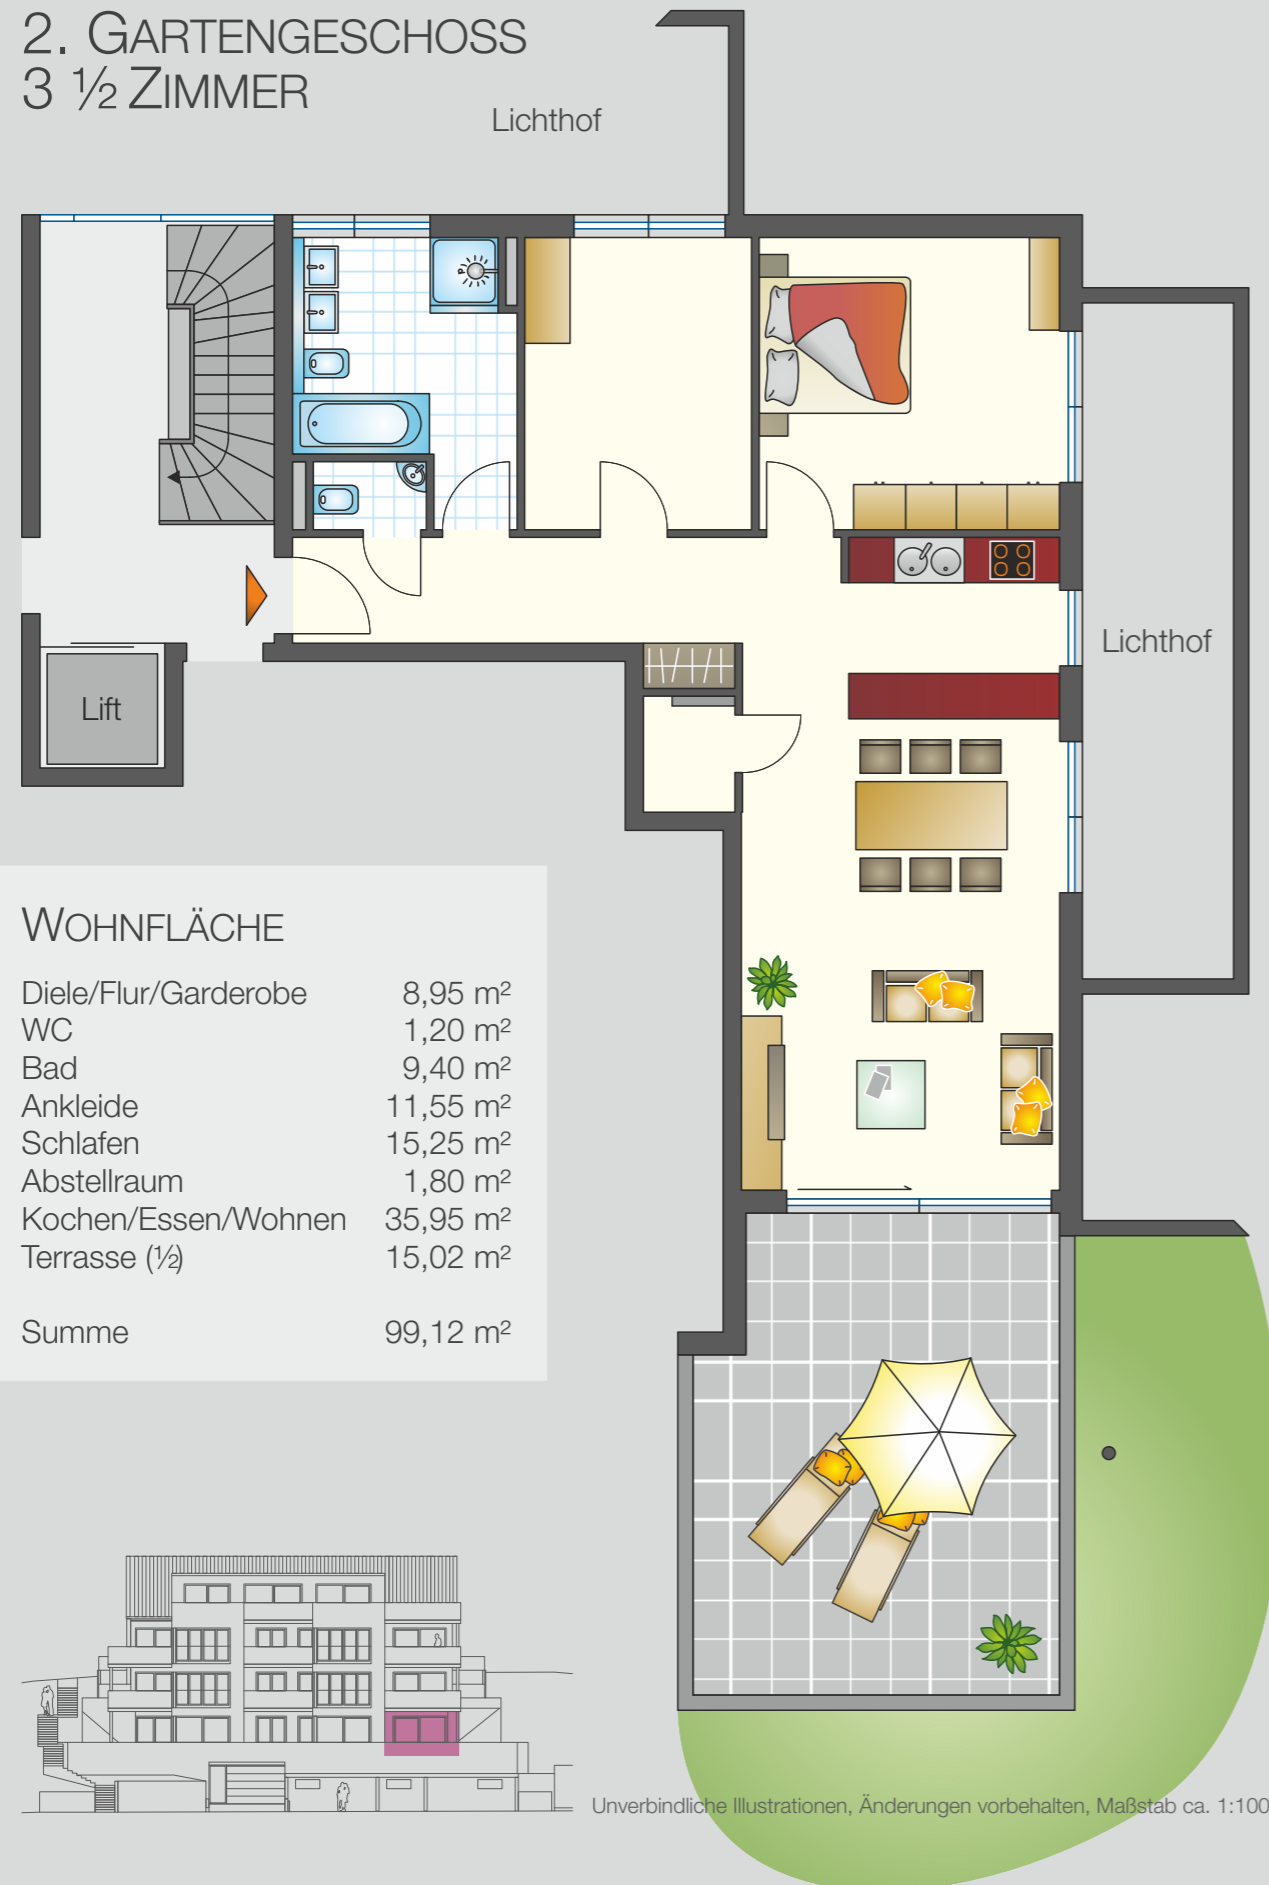 2. GARTENGESCHOSS
3 ½ ZIMMER
Lichthof
Lichthof
Lift
WOHNFLÄCHE
Diele/Flur/Garderobe 8,95 m²
WC 1,20 m²
Bad 9,40 m²
Ankleide 11,55 m²
Schlafen 15,25 m²
Abstellraum 1,80 m²
Kochen/Essen/Wohnen 35,95 m²
Terrasse (½) 15,02 m²
Summe 99,12 m²
Unverbindliche Illustrationen, Änderungen vorbehalten, Maßstab ca. 1:100